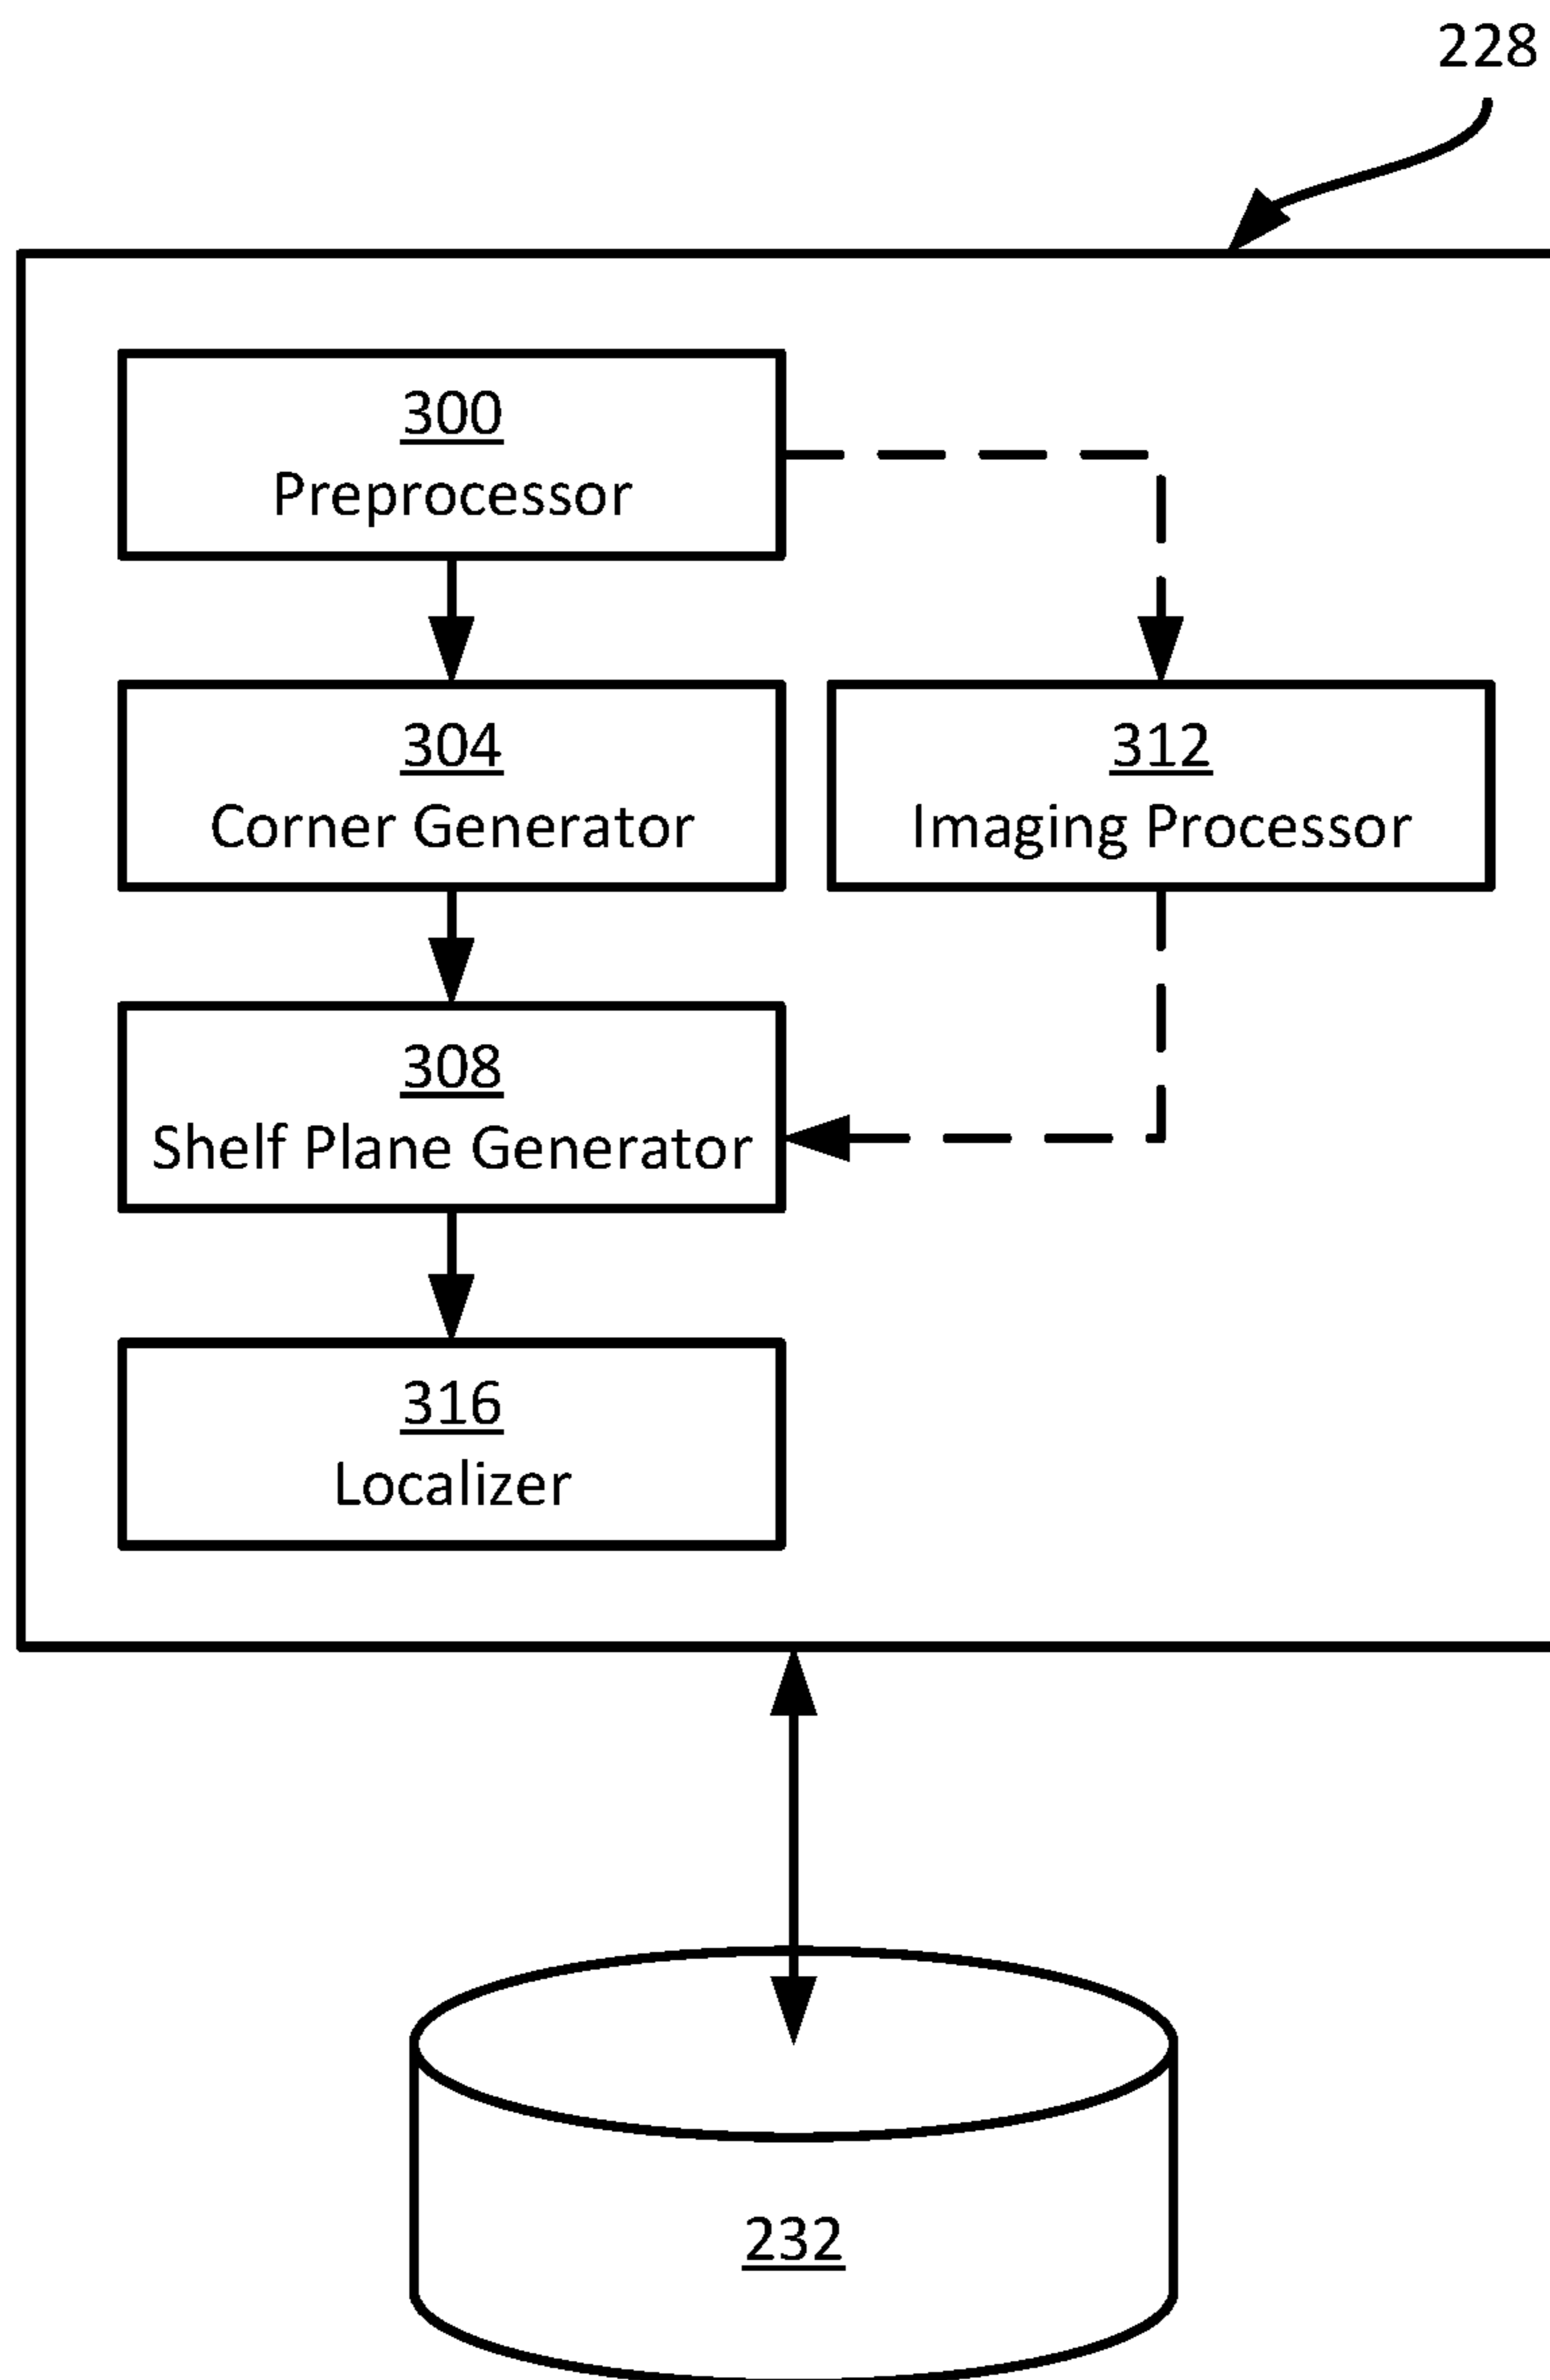 228
300
Preprocessor
304
Corner Generator
312
Imaging Processor
308
Shelf Plane Generator
316
Localizer
232